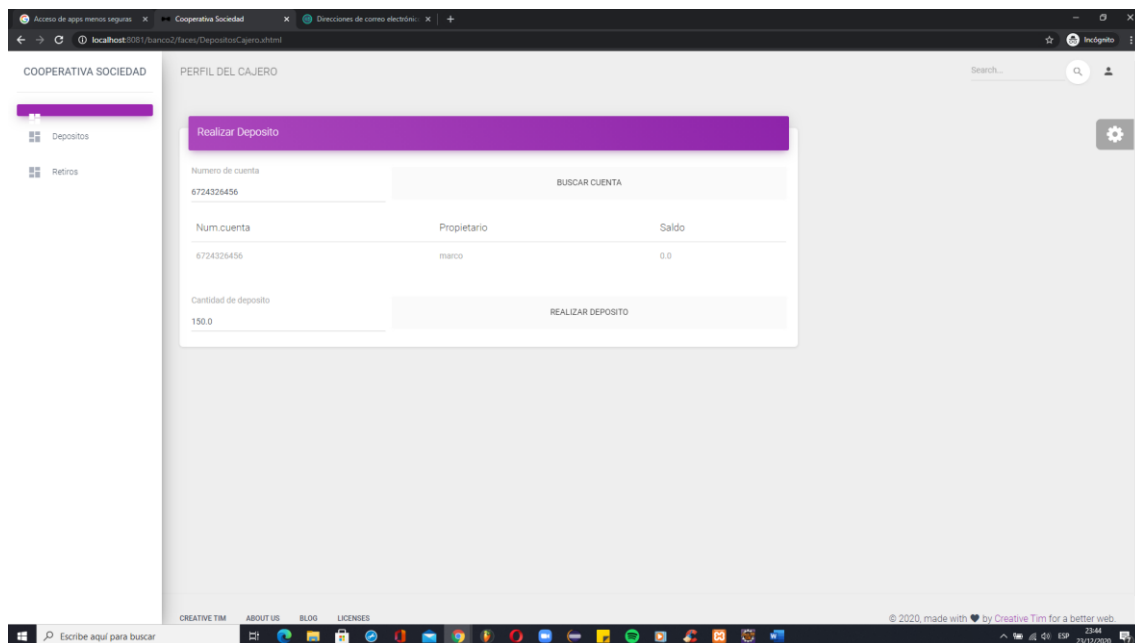 Acceso de apps menos seguras
Cooperativa Sociedad
Direcciones de correo electrónic
localhost:8081/banco2/faces/DepositosCajero.xhtml
Incógnito
COOPERATIVA SOCIEDAD
PERFIL DEL CAJERO
Search...
Depositos
Retiros
Realizar Deposito
Numero de cuenta
6724326456
BUSCAR CUENTA
Num.cuenta Propietario Saldo
6724326456 marco 0.0
Cantidad de deposito
150.0
REALIZAR DEPOSITO
CREATIVE TIM ABOUT US BLOG LICENSES
© 2020, made with by Creative Tim for a better web.
Escribe aquí para buscar
ESP
23:44
23/12/2020